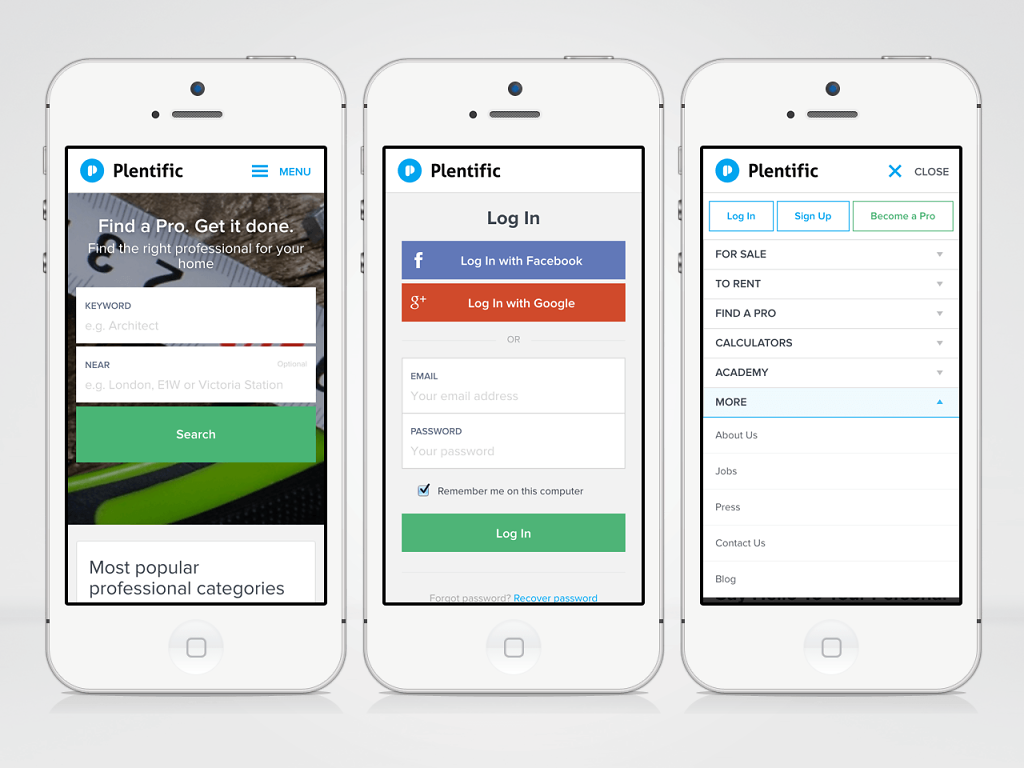 Plentific
MENU
Find a Pro. Get it done.
Find the right professional for your
home
KEYWORD
e.g. Architect
NEAR
Optional
e.g. London, E1W or Victoria Station
Search
Most popular
professional categories
Plentific
Log In
f
Log In with Facebook
g+
Log In with Google
OR
EMAIL
Your email address
PASSWORD
Your password
Remember me on this computer
Log In
Forgot password? Recover password
Plentific
CLOSE
Log In
Sign Up
Become a Pro
FOR SALE
TO RENT
FIND A PRO
CALCULATORS
ACADEMY
MORE
About Us
Jobs
Press
Contact Us
Blog